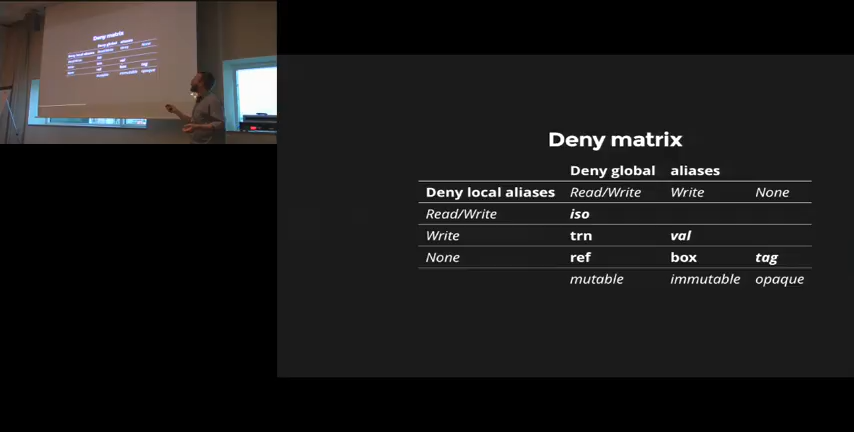 Deny matrix
Deny global aliases
Deny local aliases Read/Write Write None
Read/Write iso
Write trn val
None ref box tag
mutable immutable opaque